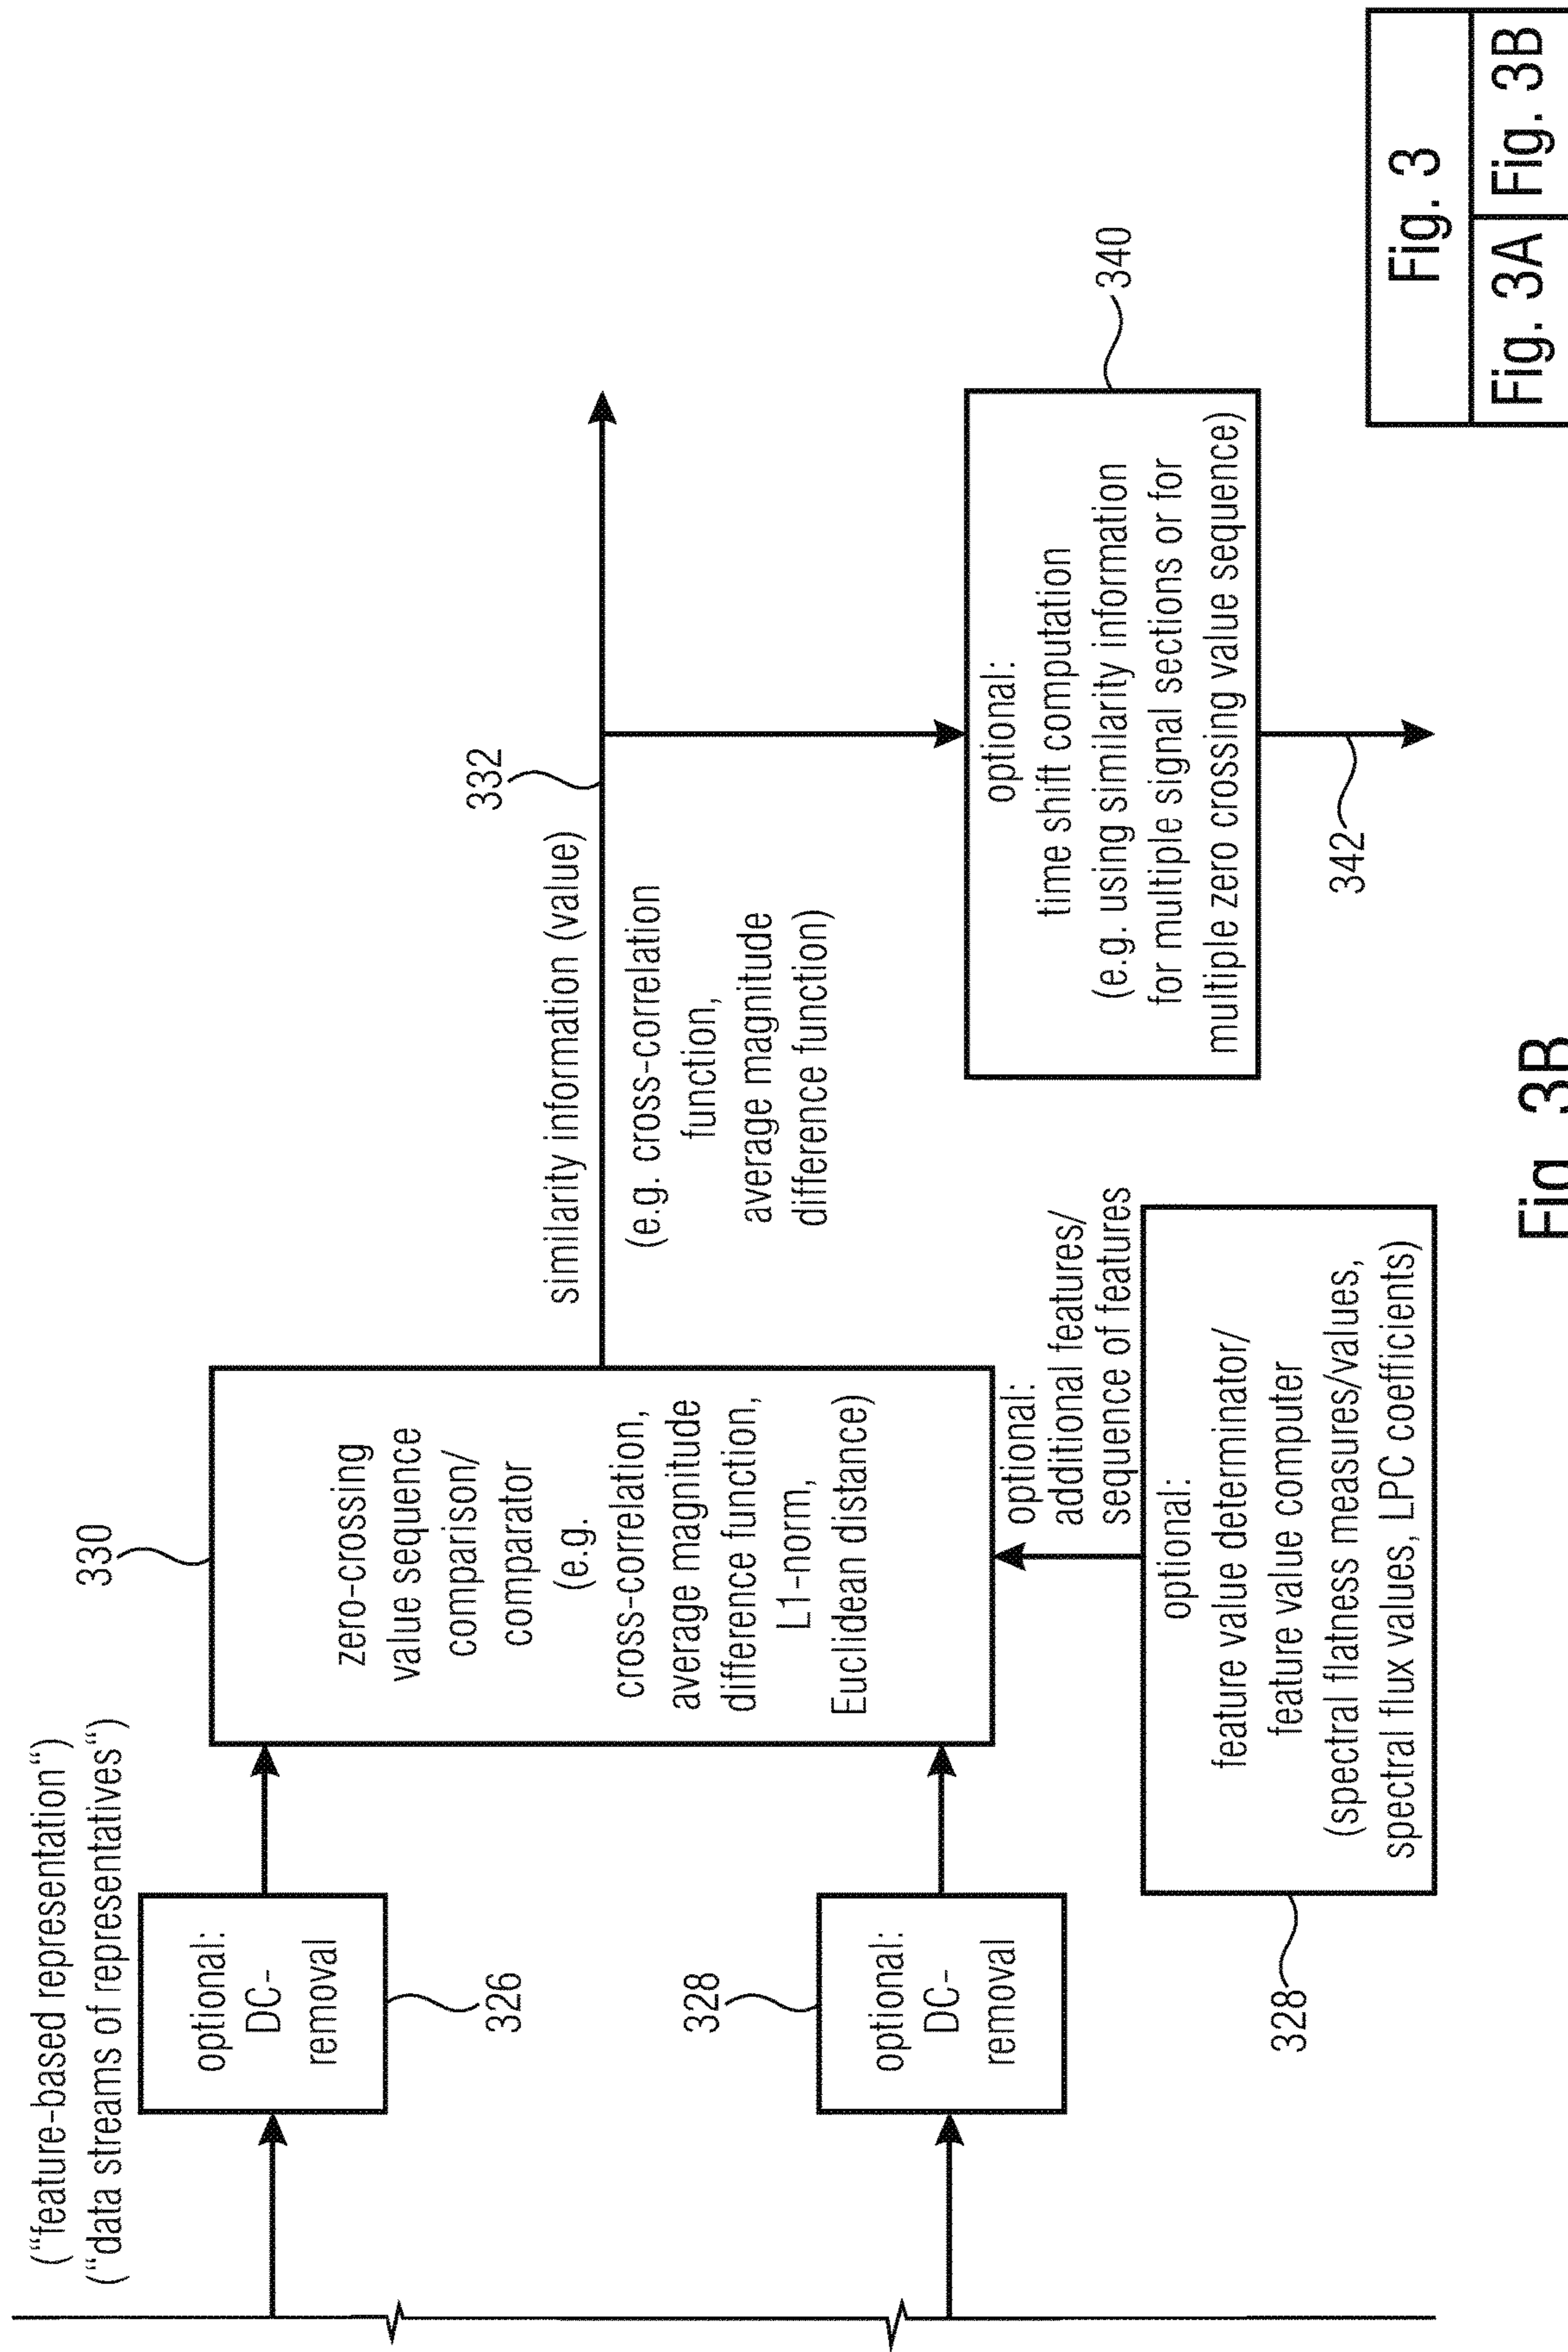 (“feature-based representation“)
(“data streams of representatives“)
optional:
DC-
removal
326
328
optional:
DC-
removal
330
zero-crossing
value sequence
comparison/
comparator
(e.g.
cross-correlation,
average magnitude
difference function,
L1-norm,
Euclidean distance)
optional:
additional features/
sequence of features
optional:
feature value determinator/
feature value computer
(spectral flatness measures/values,
spectral flux values, LPC coefficients)
328
similarity information (value)
332
(e.g. cross-correlation
function,
average magnitude
difference function)
optional:
time shift computation
(e.g. using similarity information
for multiple signal sections or for
multiple zero crossing value sequence)
340
342
Fig. 3B
Fig. 3
Fig. 3A
Fig. 3B